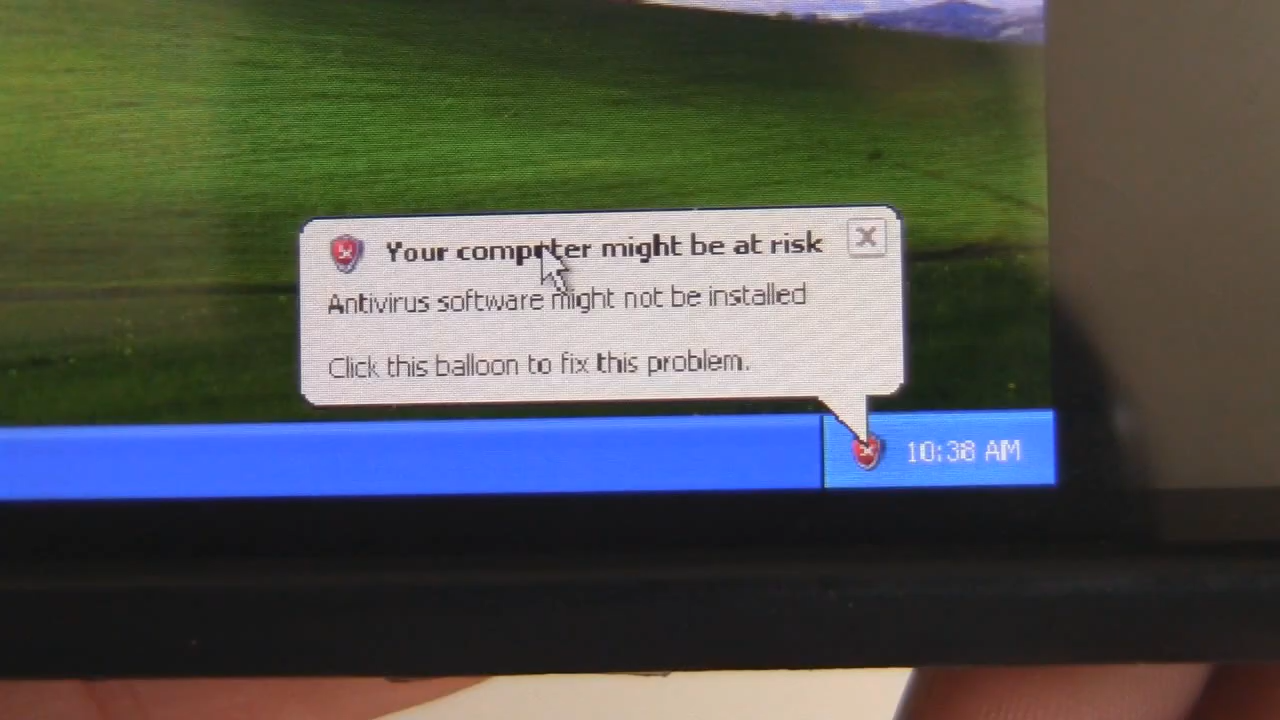 Your computer might be at risk
Antivirus software might not be installed
Click this balloon to fix this problem.
10:38 AM